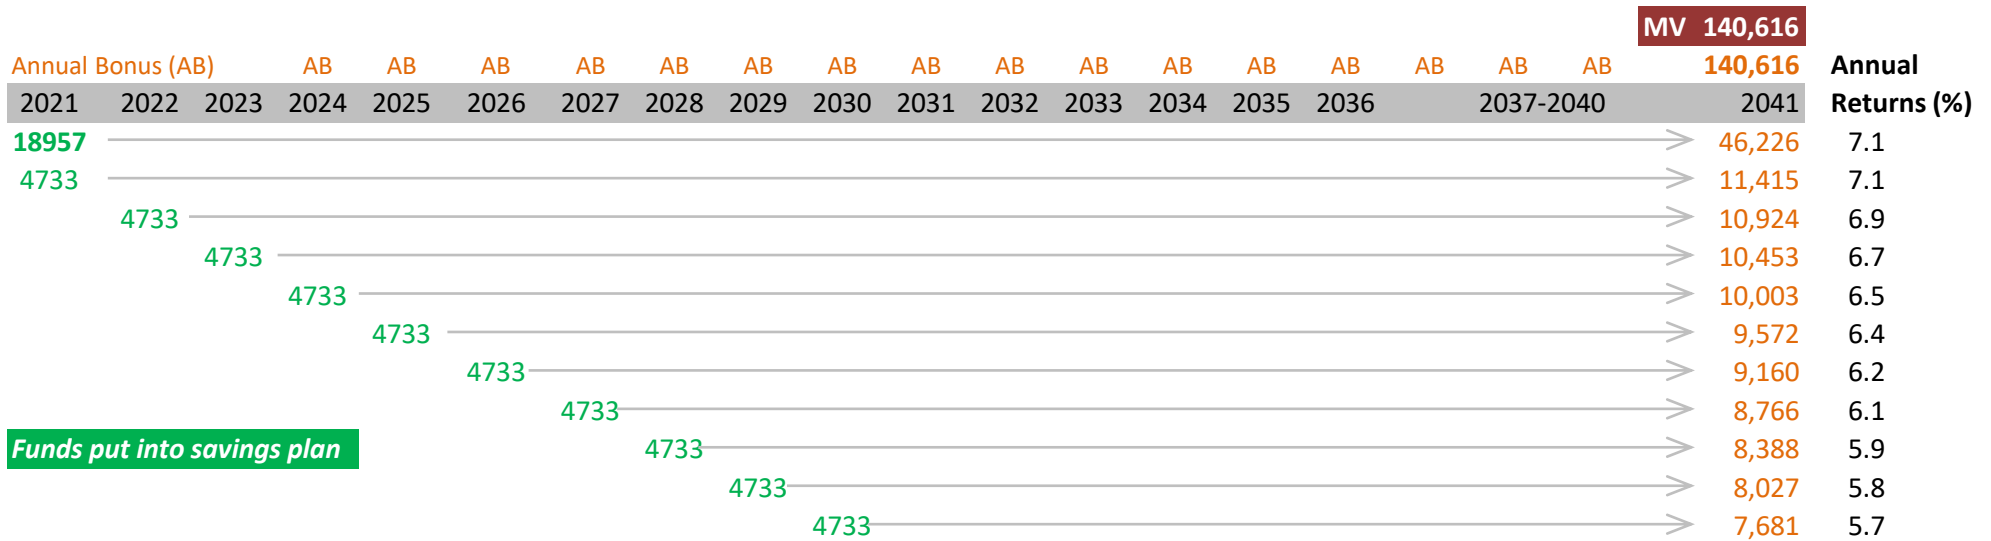 MV 140,616
Annual Bonus (AB) AB AB AB AB AB AB AB AB AB AB AB AB AB AB AB AB 140,616 Annual
2021 2022 2023 2024 2025 2026 2027 2028 2029 2030 2031 2032 2033 2034 2035 2036 2037-2040 2041 Returns (%)
18957 46,226 7.1
4733 11,415 7.1
4733 10,924 6.9
4733 10,453 6.7
4733 10,003 6.5
4733 9,572 6.4
4733 9,160 6.2
4733 8,766 6.1
Funds put into savings plan 4733 8,388 5.9
4733 8,027 5.8
4733 7,681 5.7